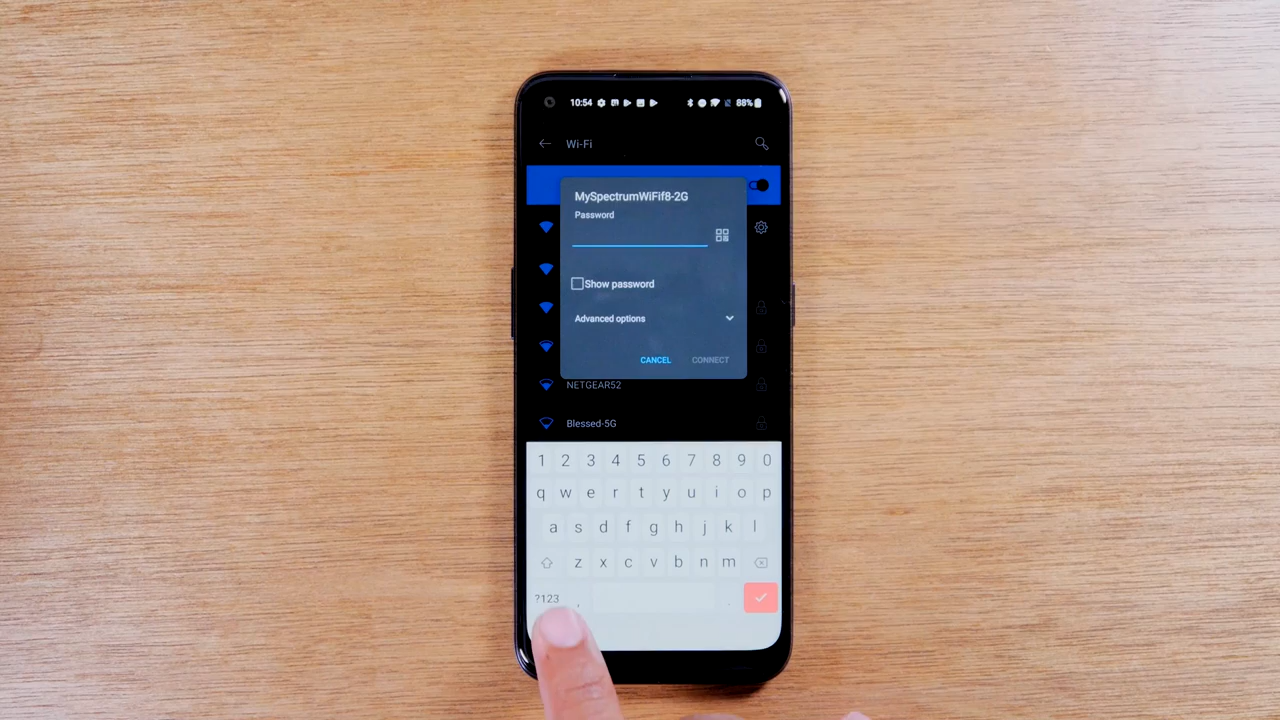 10:54 88%
Wi-Fi
MySpectrumWiFif8-2G
Password
Show password
Advanced options
CANCEL CONNECT
NETGEAR52
Blessed-5G
1 2 3 4 5 6 7 8 9 0
q w e r t y u i o p
a s d f g h j k l
z x c v b n m
?123 , .